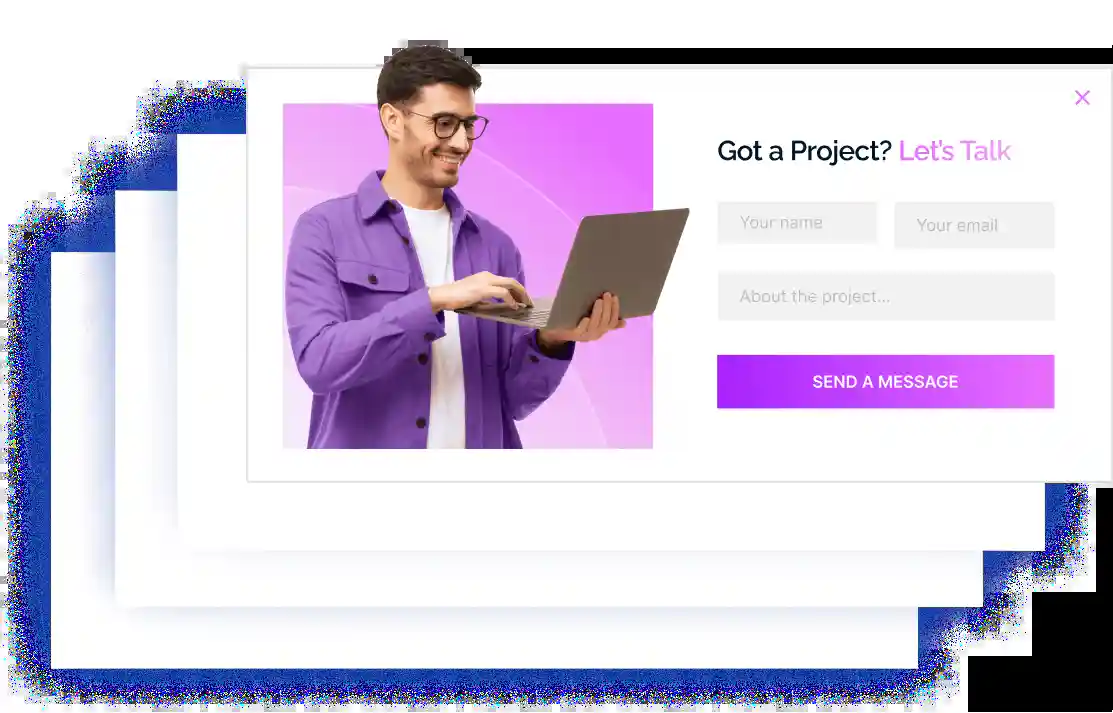 Got a Project? Let's Talk
Your name
Your email
About the project...
SEND A MESSAGE